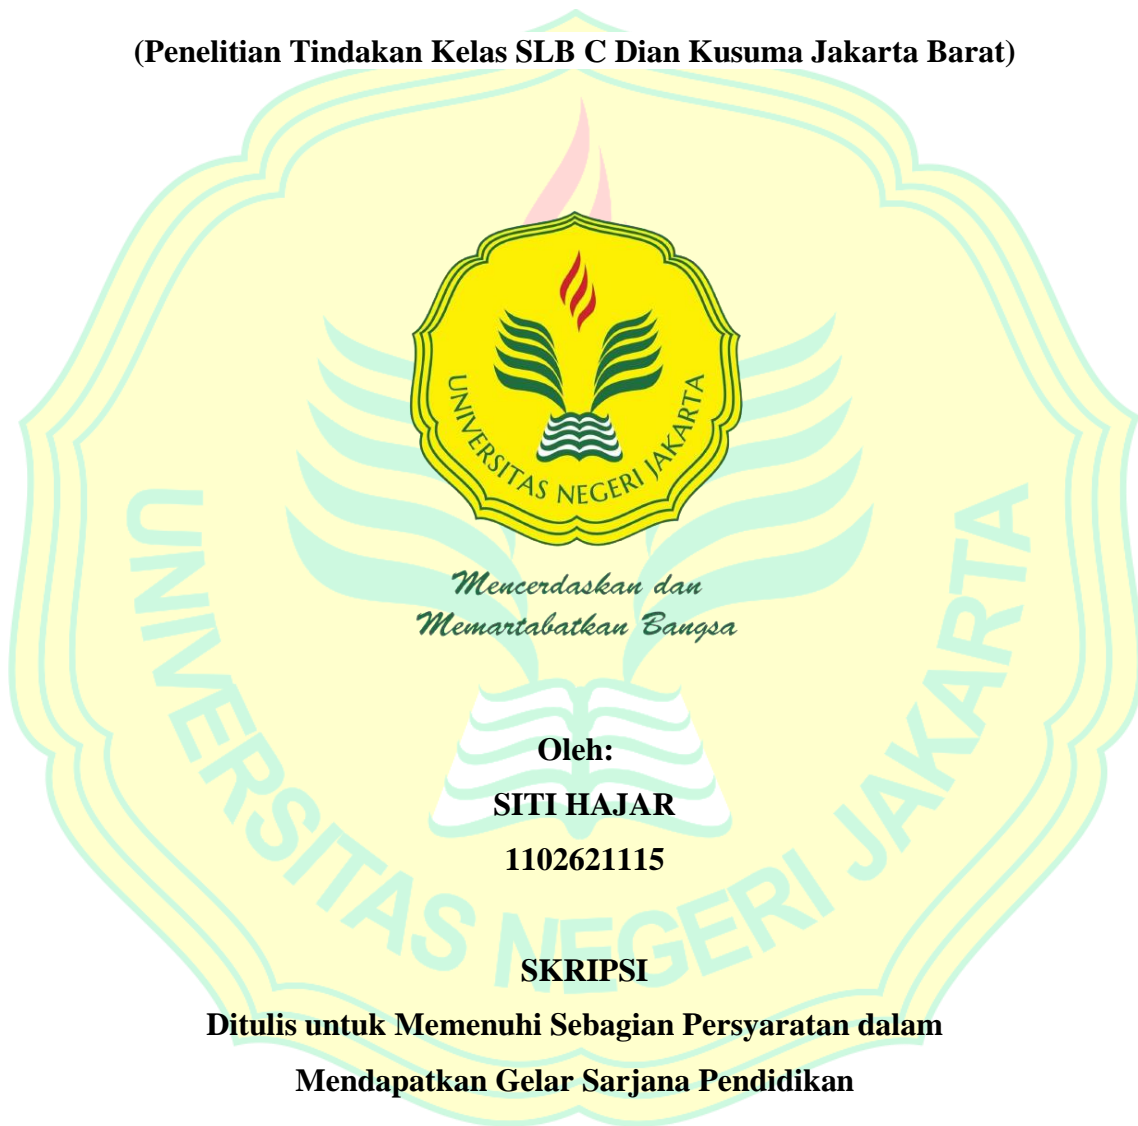 (Penelitian Tindakan Kelas SLB C Dian Kusuma Jakarta Barat)
UNIVERSITAS NEGERI JAKARTA
Mencerdaskan dan
Memartabatkan Bangsa
UNIVERSITAS NEGERI JAKARTA
Oleh:
SITI HAJAR
1102621115
SKRIPSI
Ditulis untuk Memenuhi Sebagian Persyaratan dalam
Mendapatkan Gelar Sarjana Pendidikan